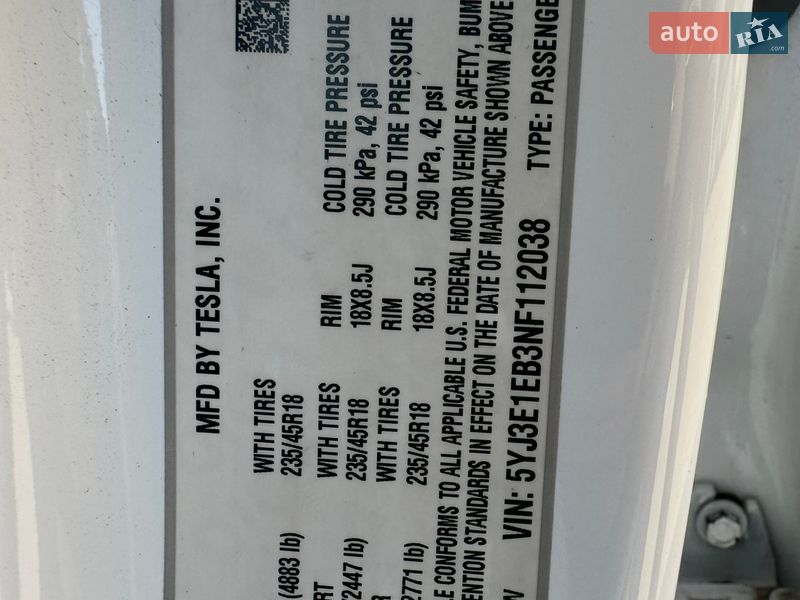 MFD BY TESLA, INC.
(4883 lb) WITH TIRES
235/45R18
RT WITH TIRES RIM COLD TIRE PRESSURE
2447 lb) 235/45R18 18X8.5J 290 kPa, 42 psi
R WITH TIRES RIM COLD TIRE PRESSURE
2771 lb) 235/45R18 18X8.5J 290 kPa, 42 psi
LE CONFORMS TO ALL APPLICABLE U.S. FEDERAL MOTOR VEHICLE SAFETY, BUM
ENTION STANDARDS IN EFFECT ON THE DATE OF MANUFACTURE SHOWN ABOVE
VIN: 5YJ3E1EB3NF112038 TYPE: PASSENGE
auto RIA
.com